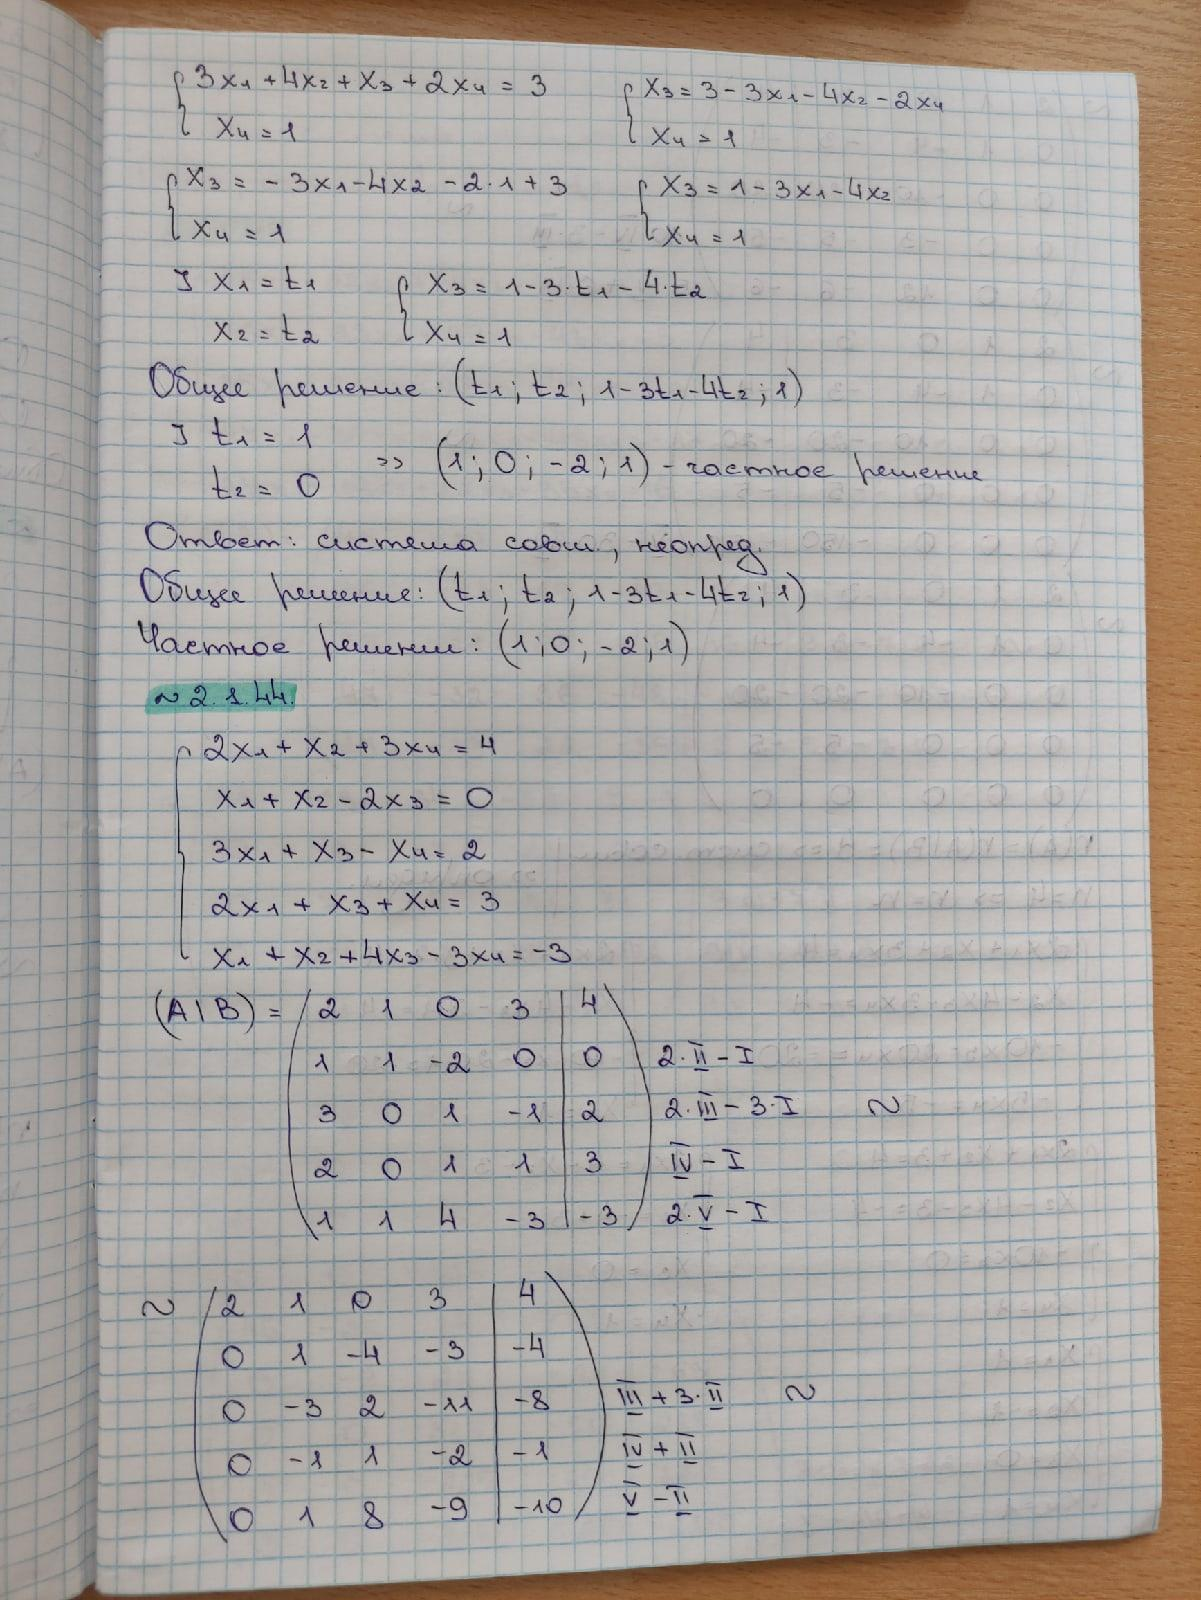 3x₁ + 4x₂ + x₃ + 2x₄ = 3    x₃ = 3 - 3x₁ - 4x₂ - 2x₄
x₄ = 1    x₄ = 1
x₃ = - 3x₁ - 4x₂ - 2·1 + 3    x₃ = 1 - 3x₁ - 4x₂
x₄ = 1    x₄ = 1
J x₁ = t₁    x₃ = 1 - 3·t₁ - 4·t₂
x₂ = t₂    x₄ = 1
Общее решение: (t₁; t₂; 1-3t₁-4t₂; 1)
J t₁ = 1
t₂ = 0 => (1; 0; -2; 1) - частное решение
Ответ: система совм., неопред.
Общее решение: (t₁; t₂; 1-3t₁-4t₂; 1)
Частное решении: (1; 0; -2; 1)
~ 2.1.44.
2x₁ + x₂ + 3x₄ = 4
x₁ + x₂ - 2x₃ = 0
3x₁ + x₃ - x₄ = 2
2x₁ + x₃ + x₄ = 3
x₁ + x₂ + 4x₃ - 3x₄ = -3
(A|B) = 2 1 0 3 | 4
1 1 -2 0 | 0    2·II - I
3 0 1 -1 | 2    2·III - 3·I ~
2 0 1 1 | 3    IV - I
1 1 4 -3 | -3    2·V - I
~ 2 1 0 3 | 4
0 1 -4 -3 | -4
0 -3 2 -11 | -8    III + 3·II ~
0 -1 1 -2 | -1    IV + II
0 1 8 -9 | -10    V - II